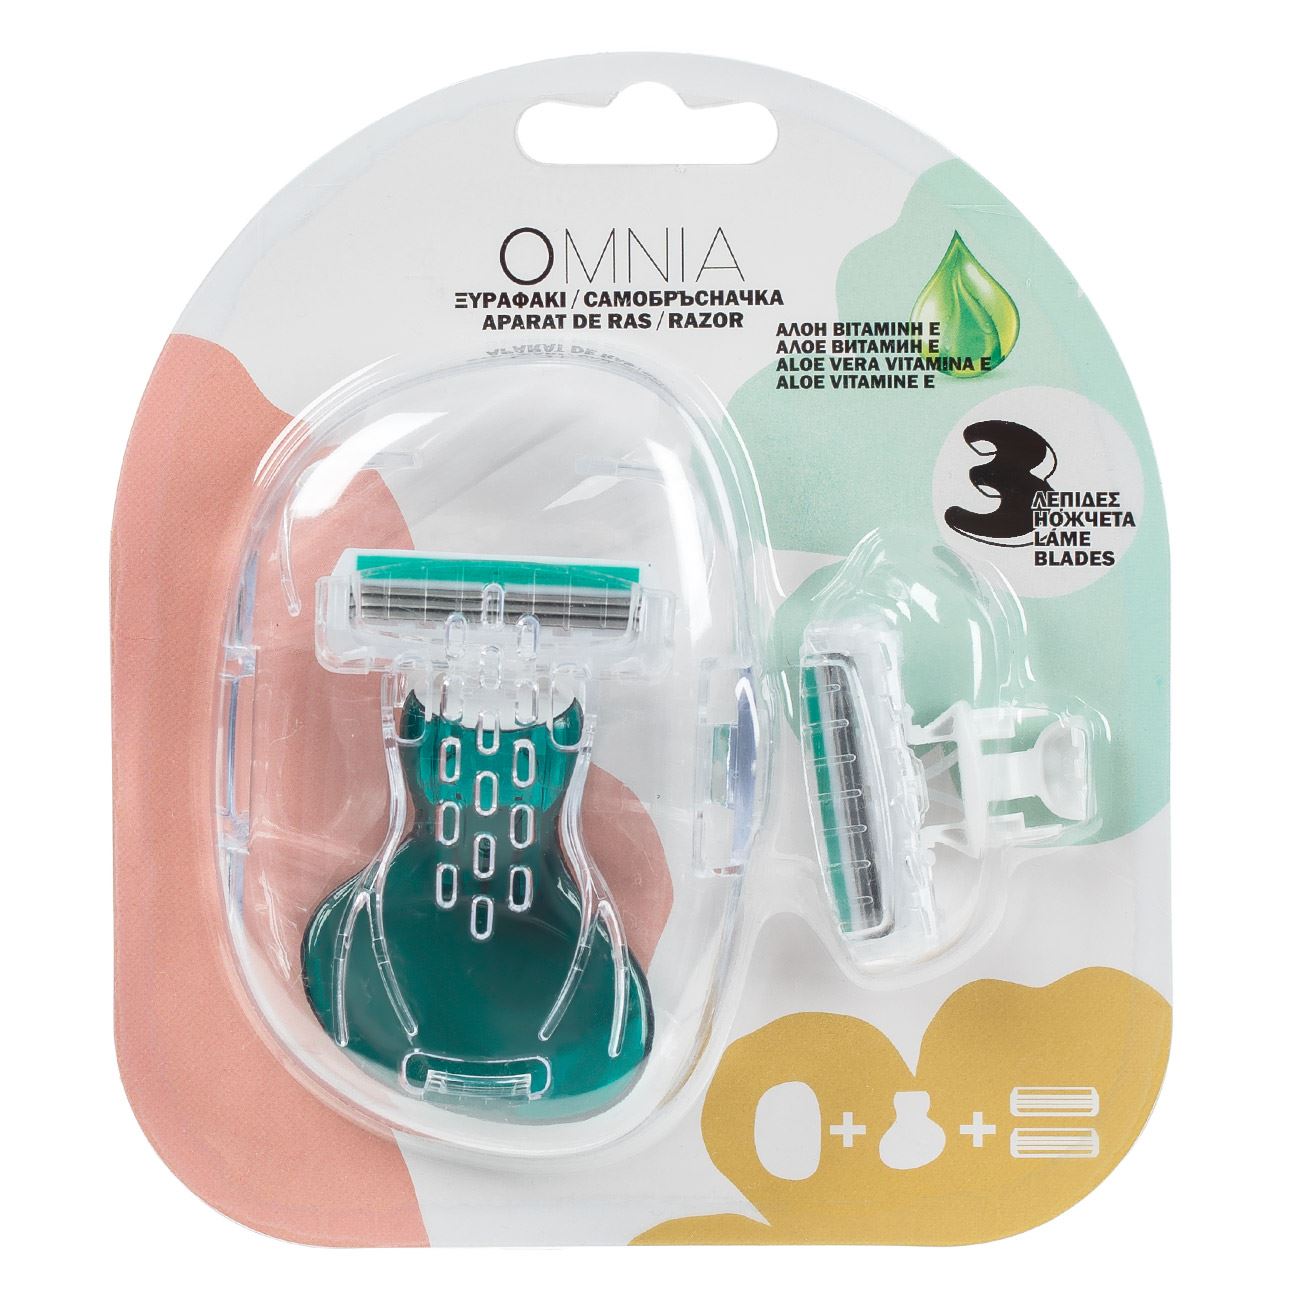 OMNIA
ΞΥΡΑΦΑΚΙ / САМОБРЪСНАЧКА
APARAT DE RAS / RAZOR
ΑΛΟΗ ΒΙΤΑΜΙΝΗ Ε
АЛОЕ ВИТАМИН Е
ALOE VERA VITAMINA E
ALOE VITAMINE E
3
ΛΕΠΙΔΕΣ
НОЖЧЕТА
LAME
BLADES
+ +